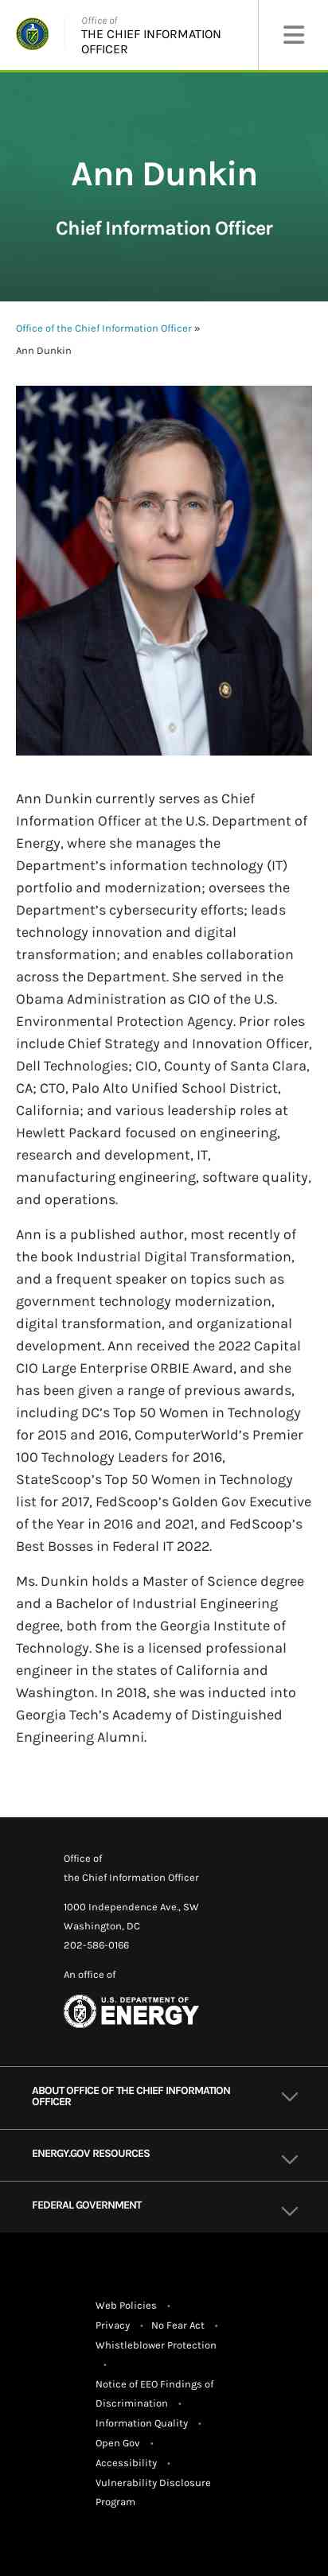 Office of
THE CHIEF INFORMATION
OFFICER
Ann Dunkin
Chief Information Officer
Office of the Chief Information Officer »
Ann Dunkin
Ann Dunkin currently serves as Chief
Information Officer at the U.S. Department of
Energy, where she manages the
Department’s information technology (IT)
portfolio and modernization; oversees the
Department’s cybersecurity efforts; leads
technology innovation and digital
transformation; and enables collaboration
across the Department. She served in the
Obama Administration as CIO of the U.S.
Environmental Protection Agency. Prior roles
include Chief Strategy and Innovation Officer,
Dell Technologies; CIO, County of Santa Clara,
CA; CTO, Palo Alto Unified School District,
California; and various leadership roles at
Hewlett Packard focused on engineering,
research and development, IT,
manufacturing engineering, software quality,
and operations.
Ann is a published author, most recently of
the book Industrial Digital Transformation,
and a frequent speaker on topics such as
government technology modernization,
digital transformation, and organizational
development. Ann received the 2022 Capital
CIO Large Enterprise ORBIE Award, and she
has been given a range of previous awards,
including DC’s Top 50 Women in Technology
for 2015 and 2016, ComputerWorld’s Premier
100 Technology Leaders for 2016,
StateScoop’s Top 50 Women in Technology
list for 2017, FedScoop’s Golden Gov Executive
of the Year in 2016 and 2021, and FedScoop’s
Best Bosses in Federal IT 2022.
Ms. Dunkin holds a Master of Science degree
and a Bachelor of Industrial Engineering
degree, both from the Georgia Institute of
Technology. She is a licensed professional
engineer in the states of California and
Washington. In 2018, she was inducted into
Georgia Tech’s Academy of Distinguished
Engineering Alumni.
Office of
the Chief Information Officer
1000 Independence Ave., SW
Washington, DC
202-586-0166
An office of
U.S. DEPARTMENT OF
ENERGY
ABOUT OFFICE OF THE CHIEF INFORMATION
OFFICER
ENERGY.GOV RESOURCES
FEDERAL GOVERNMENT
Web Policies •
Privacy • No Fear Act •
Whistleblower Protection
•
Notice of EEO Findings of
Discrimination •
Information Quality •
Open Gov •
Accessibility •
Vulnerability Disclosure
Program